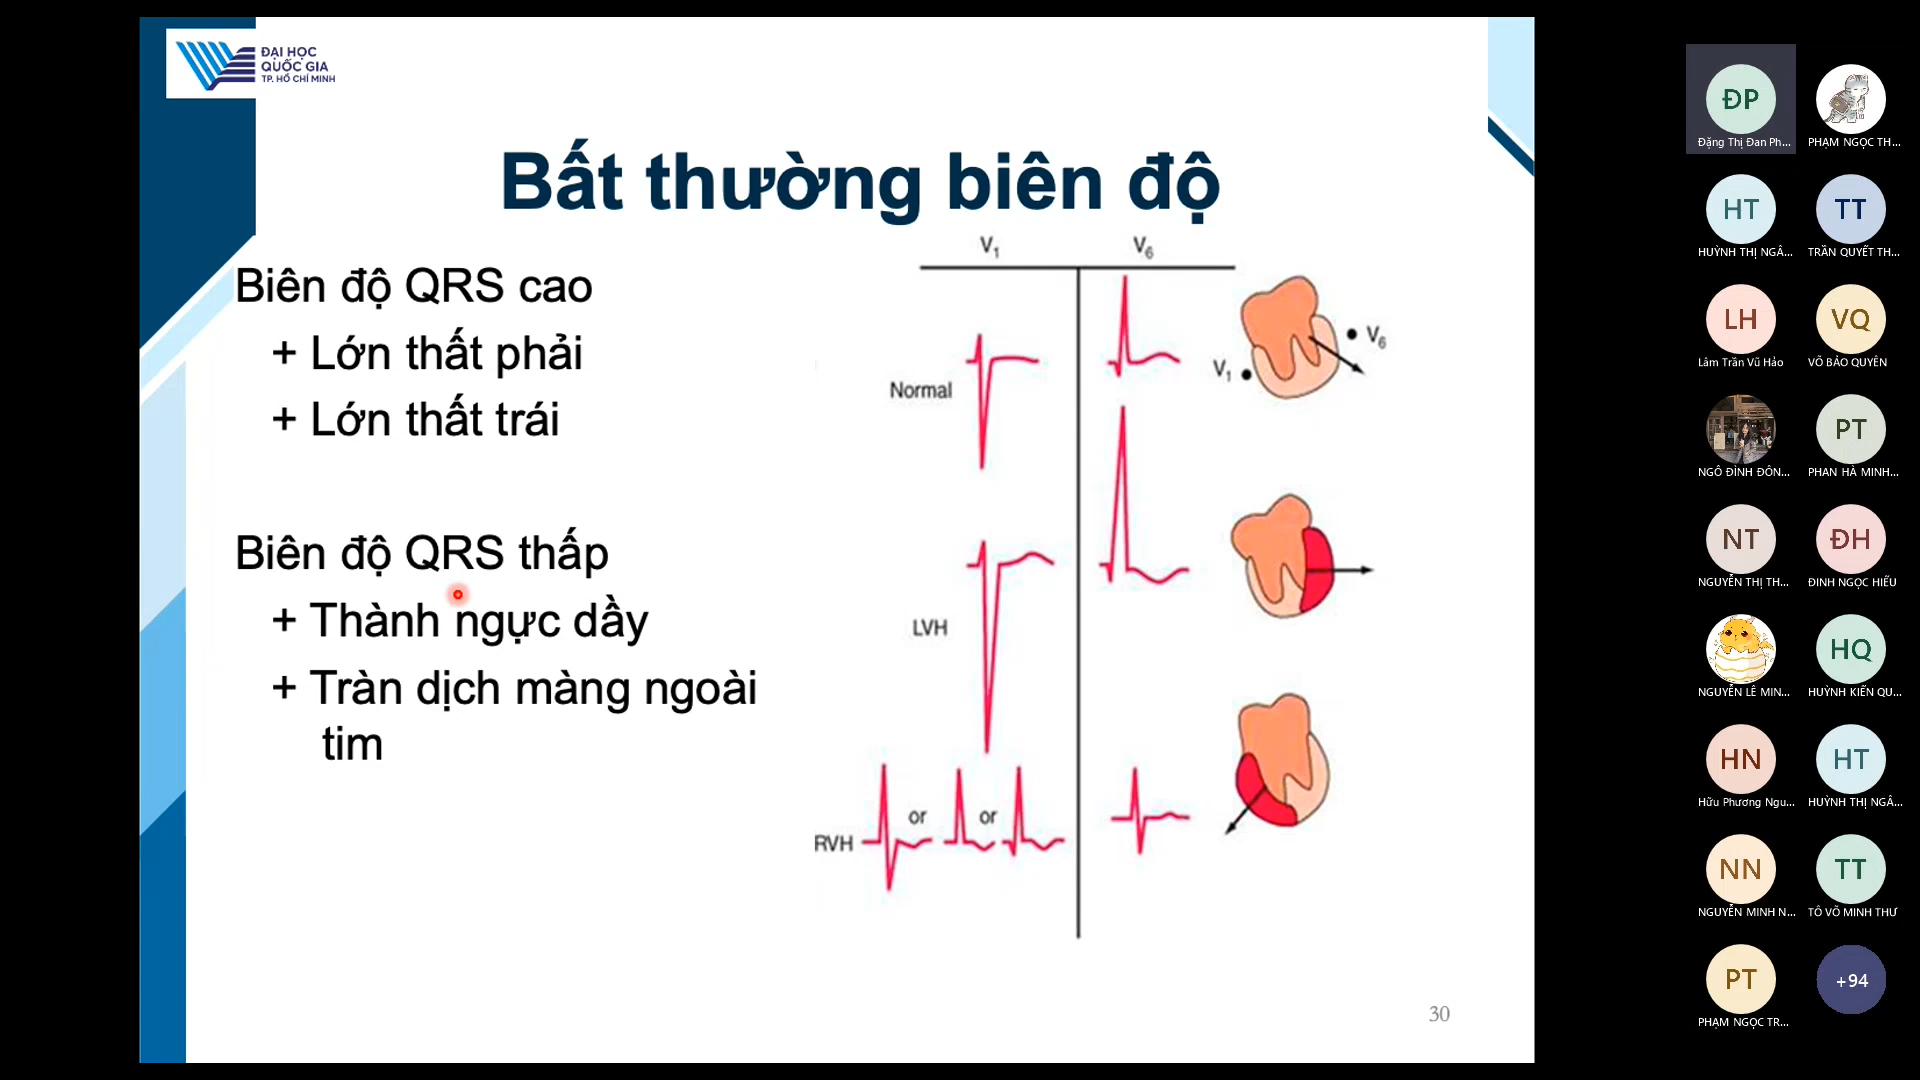 ĐẠI HỌC
QUỐC GIA
TP. HỒ CHÍ MINH
Bất thường biên độ
Biên độ QRS cao
+ Lớn thất phải
+ Lớn thất trái
Biên độ QRS thấp
+ Thành ngực dầy
+ Tràn dịch màng ngoài
tim
V1
V6
Normal
V1
V6
LVH
RVH
or
or
30
ĐP
Đặng Thị Đan Ph...
PHẠM NGỌC TH...
HT
HUỲNH THỊ NGÂ...
TT
TRẦN QUYẾT TH...
LH
Lâm Trần Vũ Hảo
VQ
VÕ BẢO QUYÊN
NGÔ ĐÌNH ĐÔN...
PT
PHAN HÀ MINH...
NT
NGUYỄN THỊ TH...
ĐH
ĐINH NGỌC HIẾU
NGUYỄN LÊ MIN...
HQ
HUỲNH KIẾN QU...
HN
Hữu Phương Ngu...
HT
HUỲNH THỊ NGÂ...
NN
NGUYỄN MINH N...
TT
TÔ VÕ MINH THƯ
PT
PHẠM NGỌC TR...
+94